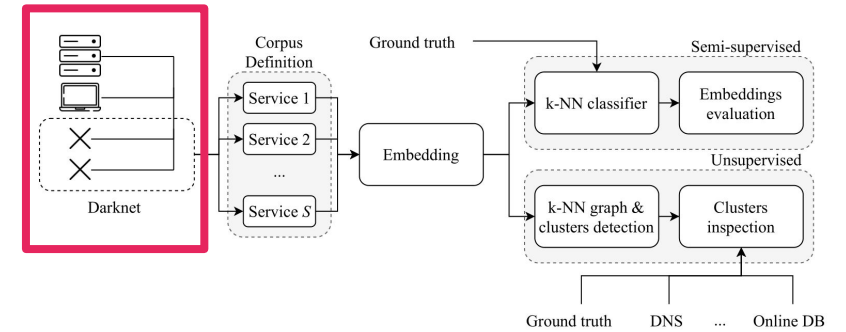 Darknet
Corpus
Definition
Service 1
Service 2
...
Service S
Embedding
Ground truth
Semi-supervised
k-NN classifier
Embeddings
evaluation
Unsupervised
k-NN graph &
clusters detection
Clusters
inspection
Ground truth
DNS
...
Online DB